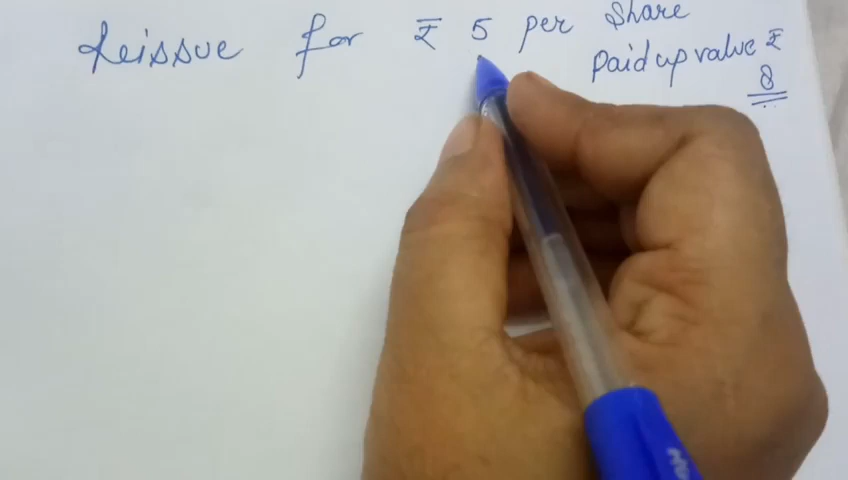 Reissue for ₹ 5 per share
Paid up value ₹
8